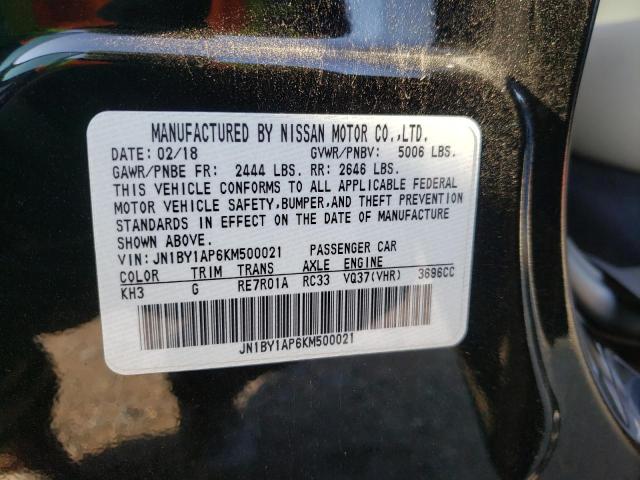 MANUFACTURED BY NISSAN MOTOR CO.,LTD.
DATE: 02/18 GVWR/PNBV: 5006 LBS.
GAWR/PNBE FR: 2444 LBS. RR: 2646 LBS.
THIS VEHICLE CONFORMS TO ALL APPLICABLE FEDERAL
MOTOR VEHICLE SAFETY, BUMPER, AND THEFT PREVENTION
STANDARDS IN EFFECT ON THE DATE OF MANUFACTURE
SHOWN ABOVE.
VIN: JN1BY1AP6KM500021 PASSENGER CAR
COLOR TRIM TRANS AXLE ENGINE
KH3 G RE7R01A RC33 VQ37(VHR) 3696CC
JN1BY1AP6KM500021